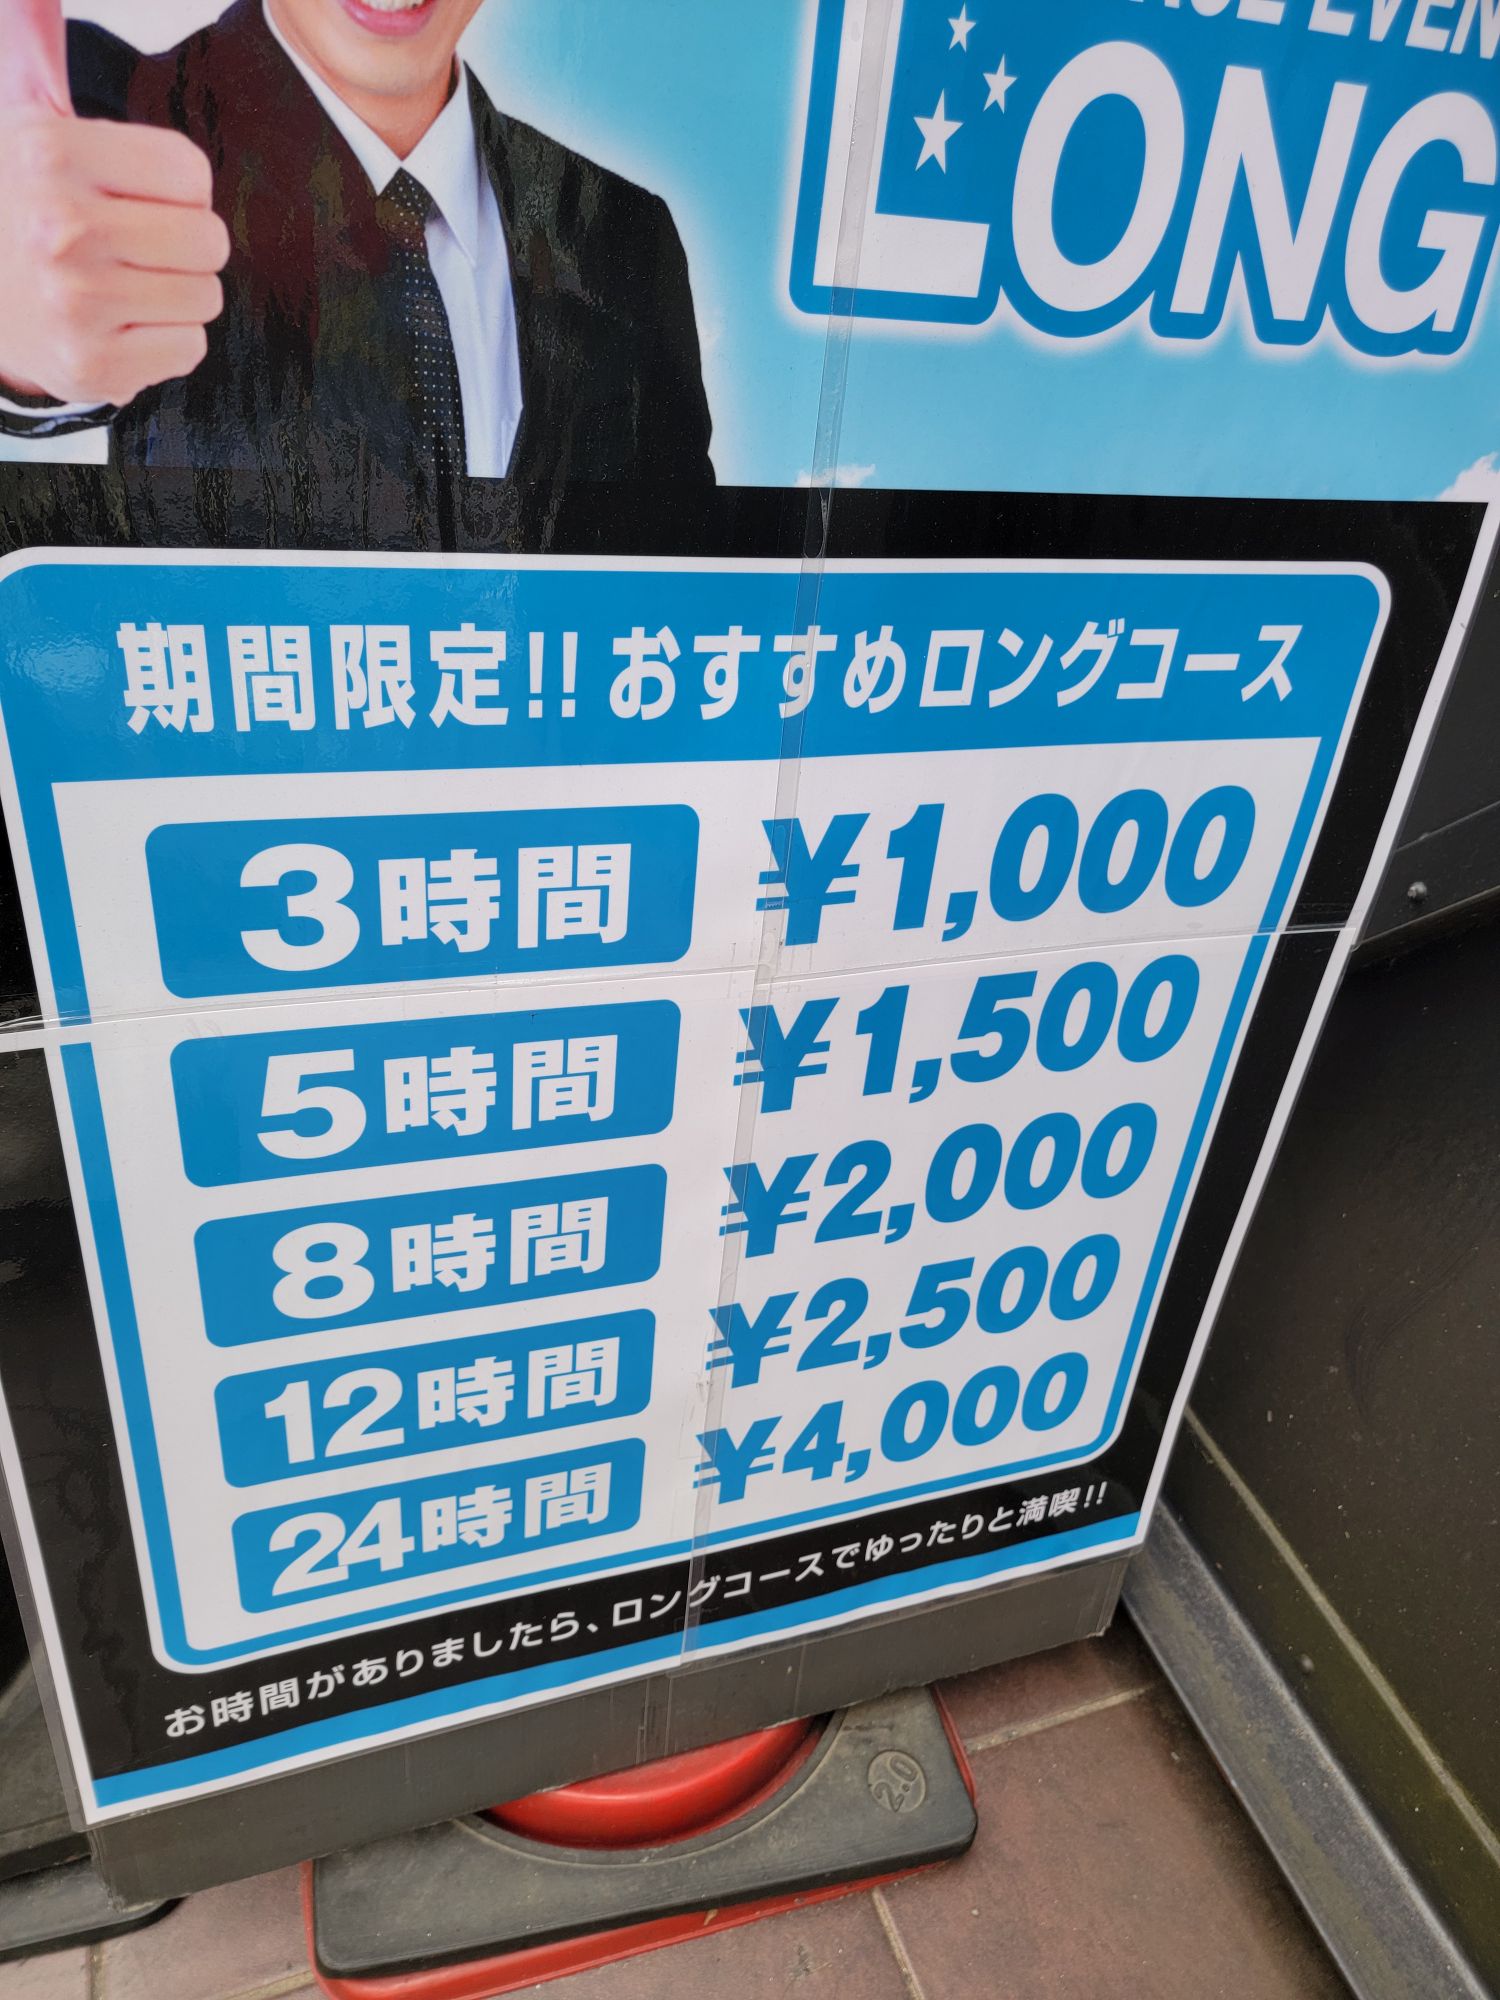 EVEN
LONG
期間限定!! おすすめロングコース
3時間 ¥1,000
5時間 ¥1,500
8時間 ¥2,000
12時間 ¥2,500
24時間 ¥4,000
お時間がありましたら、ロングコースでゆったりと満喫!!
2.0